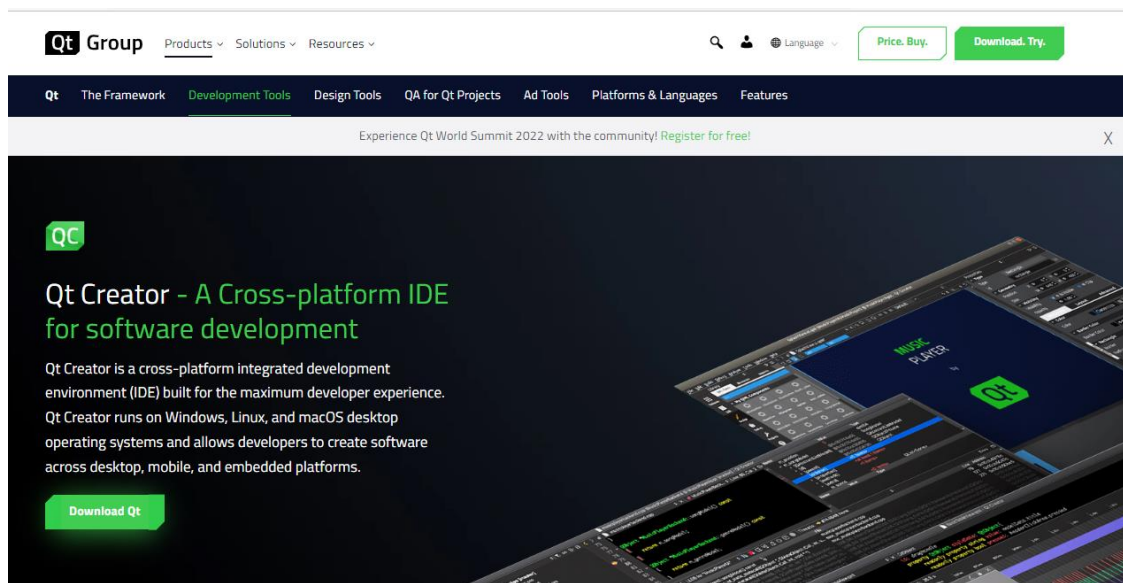 Qt Group Products Solutions Resources Language Price. Buy. Download. Try.
Qt The Framework Development Tools Design Tools QA for Qt Projects Ad Tools Platforms & Languages Features
Experience Qt World Summit 2022 with the community! Register for free! X
QC
Qt Creator - A Cross-platform IDE
for software development
Qt Creator is a cross-platform integrated development
environment (IDE) built for the maximum developer experience.
Qt Creator runs on Windows, Linux, and macOS desktop
operating systems and allows developers to create software
across desktop, mobile, and embedded platforms.
Download Qt
MUSIC
PLAYER
by
Qt